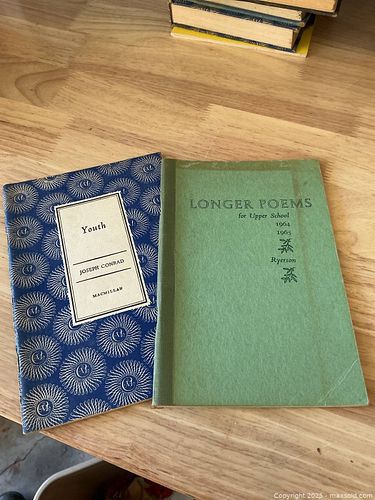 Youth
JOSEPH CONRAD
MACMILLAN
LONGER POEMS
for Upper School
1964
1965
Ryerson
Copyright 2025 - maxsold.com